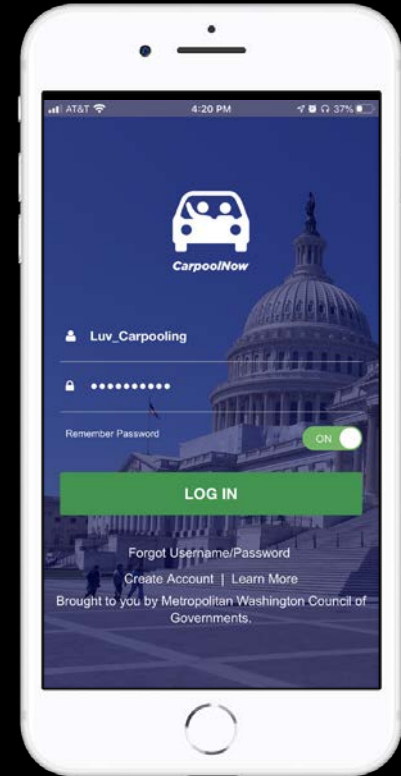 AT&T 4:20 PM 37%
CarpoolNow
Luv_Carpooling
••••••••••
Remember Password ON
LOG IN
Forgot Username/Password
Create Account | Learn More
Brought to you by Metropolitan Washington Council of
Governments.